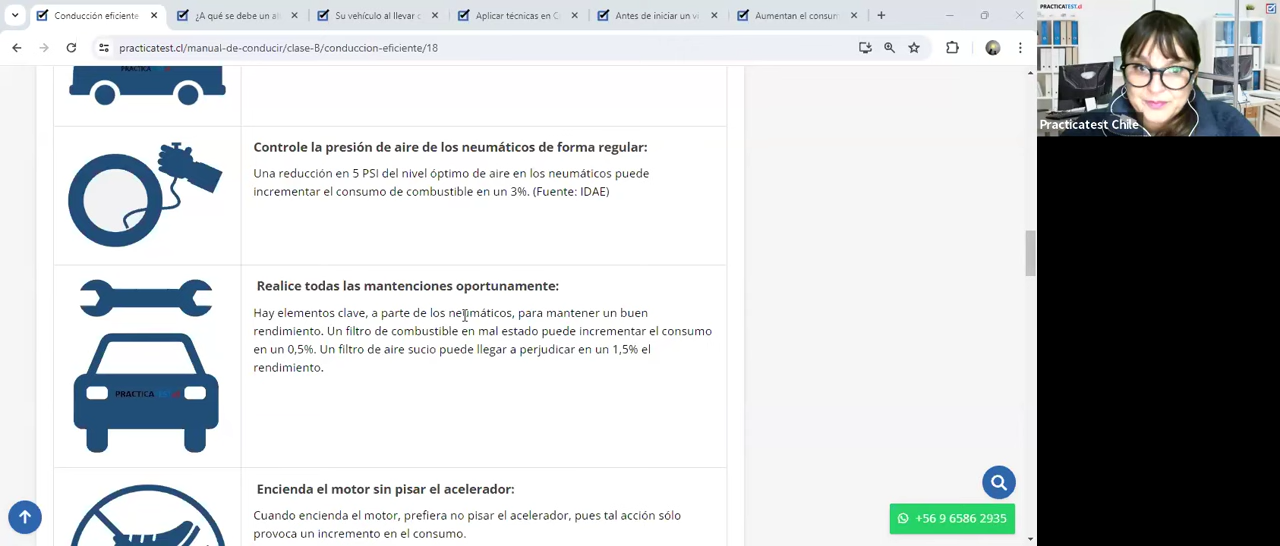 Conducción eficiente
¿A qué se debe un al
Su vehículo al llevar c
Aplicar técnicas en C
Antes de iniciar un vi
Aumentan el consum
practicatest.cl/manual-de-conducir/clase-B/conduccion-eficiente/18
PRACTICATEST.cl
Practicatest Chile
PRACTICATEST.cl
Controle la presión de aire de los neumáticos de forma regular:
Una reducción en 5 PSI del nivel óptimo de aire en los neumáticos puede
incrementar el consumo de combustible en un 3%. (Fuente: IDAE)
Realice todas las mantenciones oportunamente:
Hay elementos clave, a parte de los neumáticos, para mantener un buen
rendimiento. Un filtro de combustible en mal estado puede incrementar el consumo
en un 0,5%. Un filtro de aire sucio puede llegar a perjudicar en un 1,5% el
rendimiento.
PRACTICATEST.cl
Encienda el motor sin pisar el acelerador:
Cuando encienda el motor, prefiera no pisar el acelerador, pues tal acción sólo
provoca un incremento en el consumo.
+56 9 6586 2935